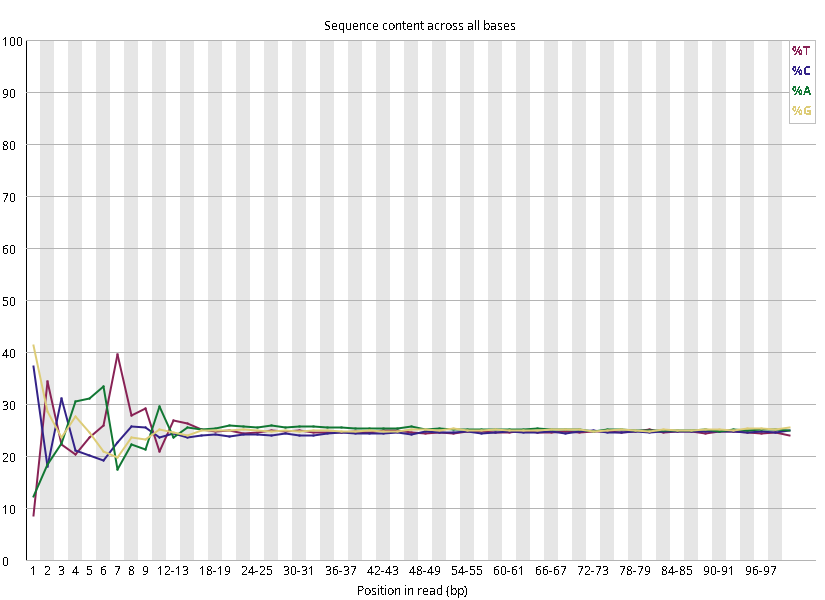 Sequence content across all bases
100
90
80
70
60
50
40
30
20
10
0
%T
%C
%A
%G
1 2 3 4 5 6 7 8 9 12-13 18-19 24-25 30-31 36-37 42-43 48-49 54-55 60-61 66-67 72-73 78-79 84-85 90-91 96-97
Position in read (bp)